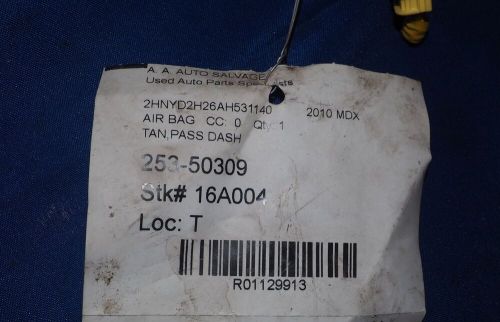 A. A. AUTO SALVAGE
Used Auto Parts
2HNYD2H26AH531140 2010 MDX
AIR BAG CC: 0 Qty: 1
TAN,PASS DASH
253-50309
Stk# 16A004
Loc: T
R01129913